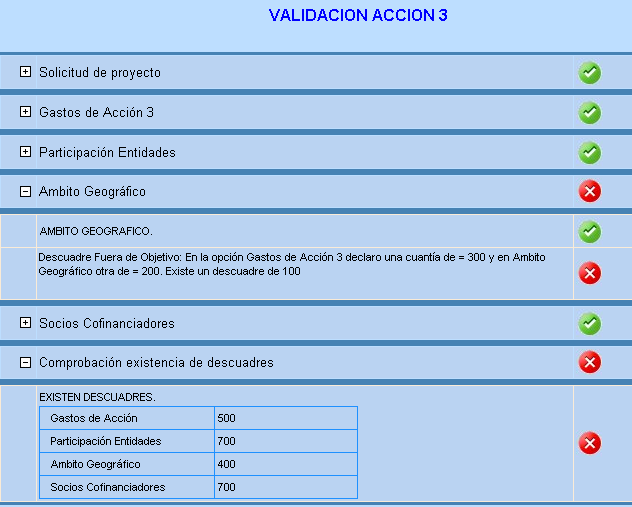 VALIDACION ACCION 3
Solicitud de proyecto
Gastos de Acción 3
Participación Entidades
Ambito Geográfico
AMBITO GEOGRAFICO.
Descuadre Fuera de Objetivo: En la opción Gastos de Acción 3 declaro una cuantía de = 300 y en Ambito
Geográfico otra de = 200. Existe un descuadre de 100
Socios Cofinanciadores
Comprobación existencia de descuadres
EXISTEN DESCUADRES.
Gastos de Acción 500
Participación Entidades 700
Ambito Geográfico 400
Socios Cofinanciadores 700